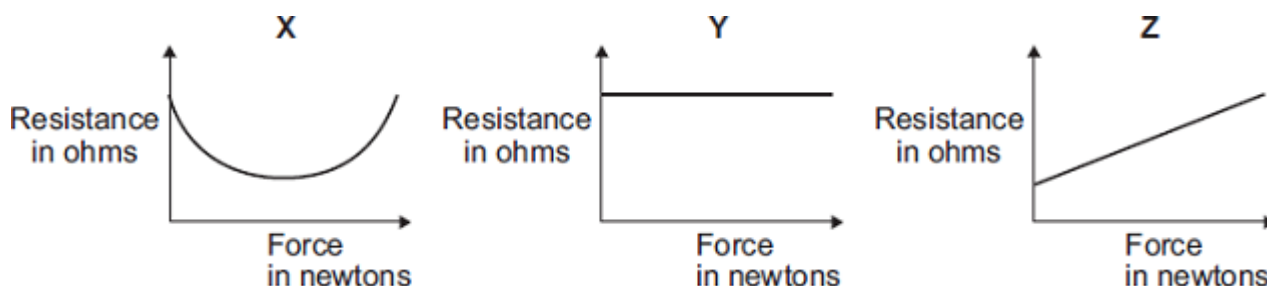 X
Resistance
in ohms
Force
in newtons
Y
Resistance
in ohms
Force
in newtons
Z
Resistance
in ohms
Force
in newtons